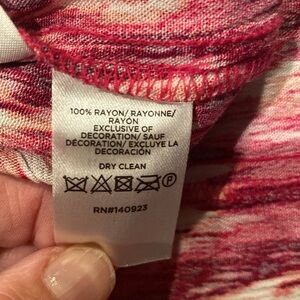 100% RAYON/RAYONNE/
RAYON
EXCLUSIVE OF
DECORATION/ SAUF
DÉCORATION/ EXCLUYE LA
DECORACIÓN
DRY CLEAN
P
RN#140923